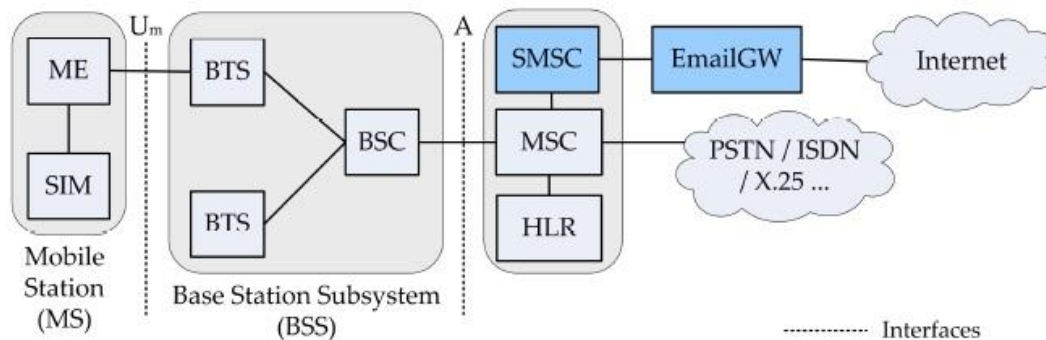 Um
A
ME
SIM
BTS
BTS
BSC
SMSC
MSC
HLR
EmailGW
Internet
PSTN / ISDN
/ X.25 ...
Mobile
Station
(MS)
Base Station Subsystem
(BSS)
Interfaces